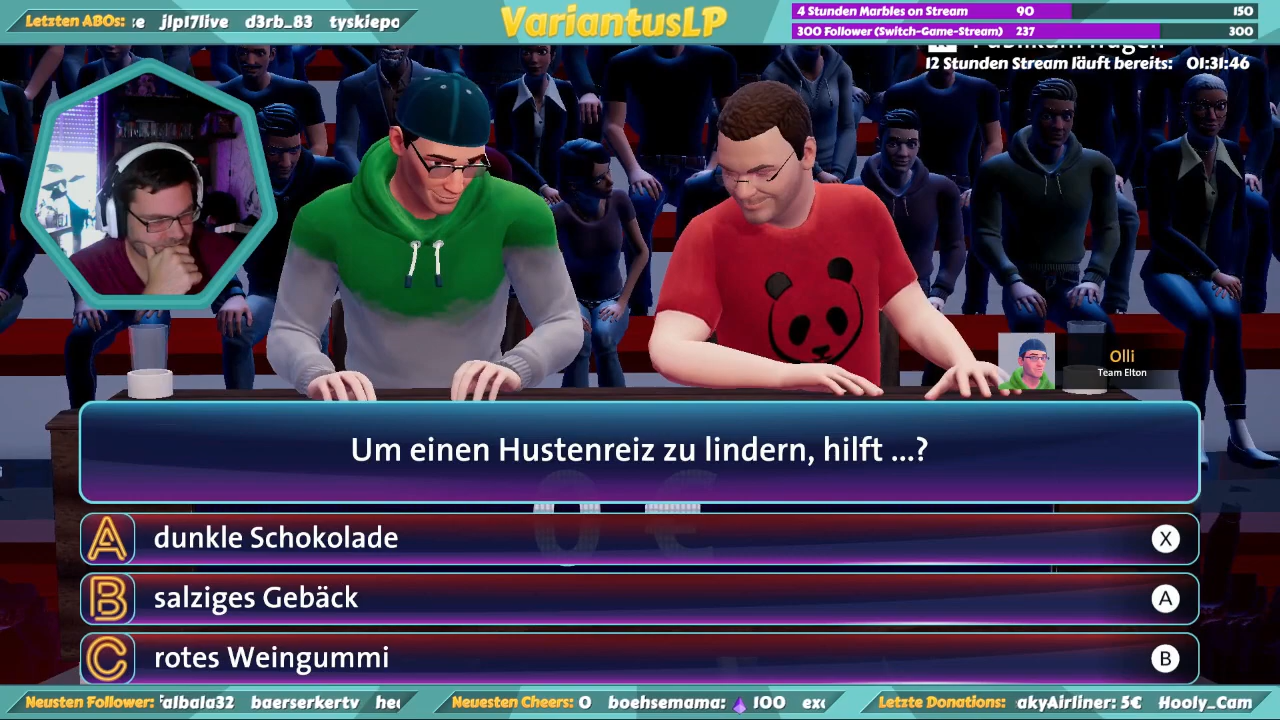 Letzten ABOs: jlp17live d3rb_83 tyskiepo
VariantusLP
4 Stunden Marbles on Stream 90 150
300 Follower (Switch-Game-Stream) 237 300
12 Stunden Stream läuft bereits: 01:31:46
Olli
Team Elton
Um einen Hustenreiz zu lindern, hilft ...?
A dunkle Schokolade X
B salziges Gebäck A
C rotes Weingummi B
Neusten Follower: albala32 baerserkertv
Neuesten Cheers: 0 boehsemama: 100
Letzte Donations: akyAirliner: 5€ Hooly_Cam